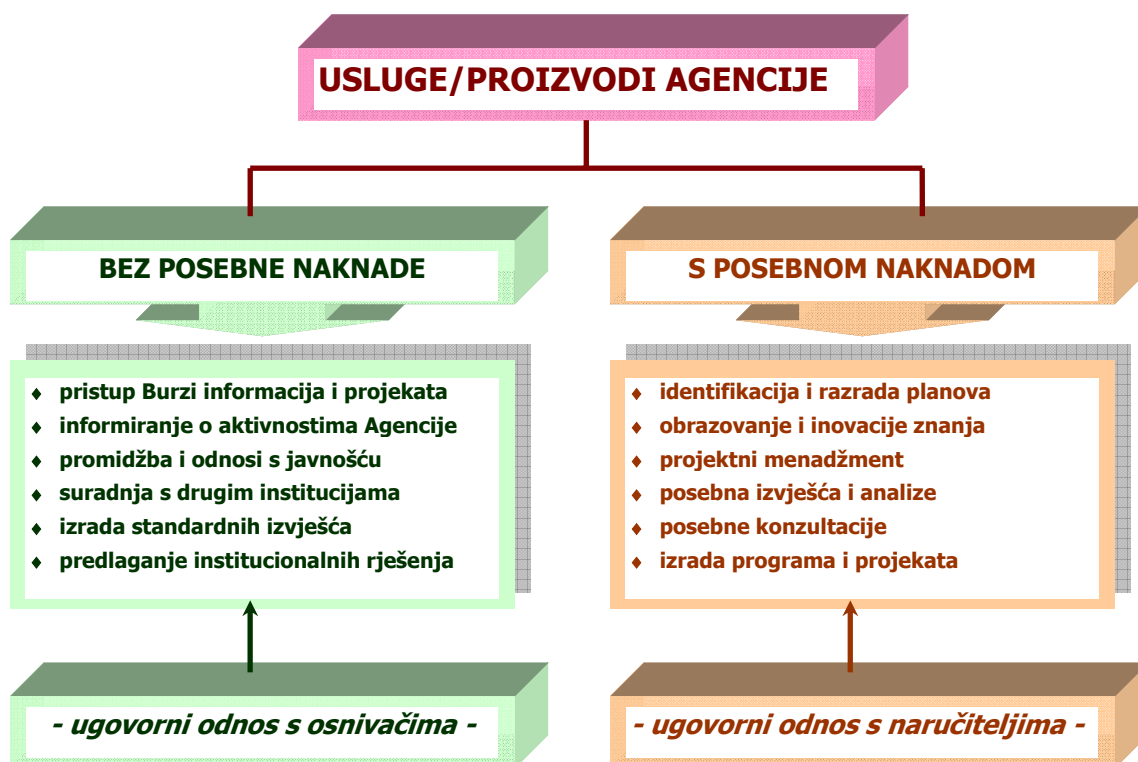 USLUGE/PROIZVODI AGENCIJE
BEZ POSEBNE NAKNADE
♦ pristup Burzi informacija i projekata
♦ informiranje o aktivnostima Agencije
♦ promidžba i odnosi s javnošću
♦ suradnja s drugim institucijama
♦ izrada standardnih izvješća
♦ predlaganje institucionalnih rješenja
- ugovorni odnos s osnivačima -
S POSEBNOM NAKNADOM
♦ identifikacija i razrada planova
♦ obrazovanje i inovacije znanja
♦ projektni menadžment
♦ posebna izvješća i analize
♦ posebne konzultacije
♦ izrada programa i projekata
- ugovorni odnos s naručiteljima -